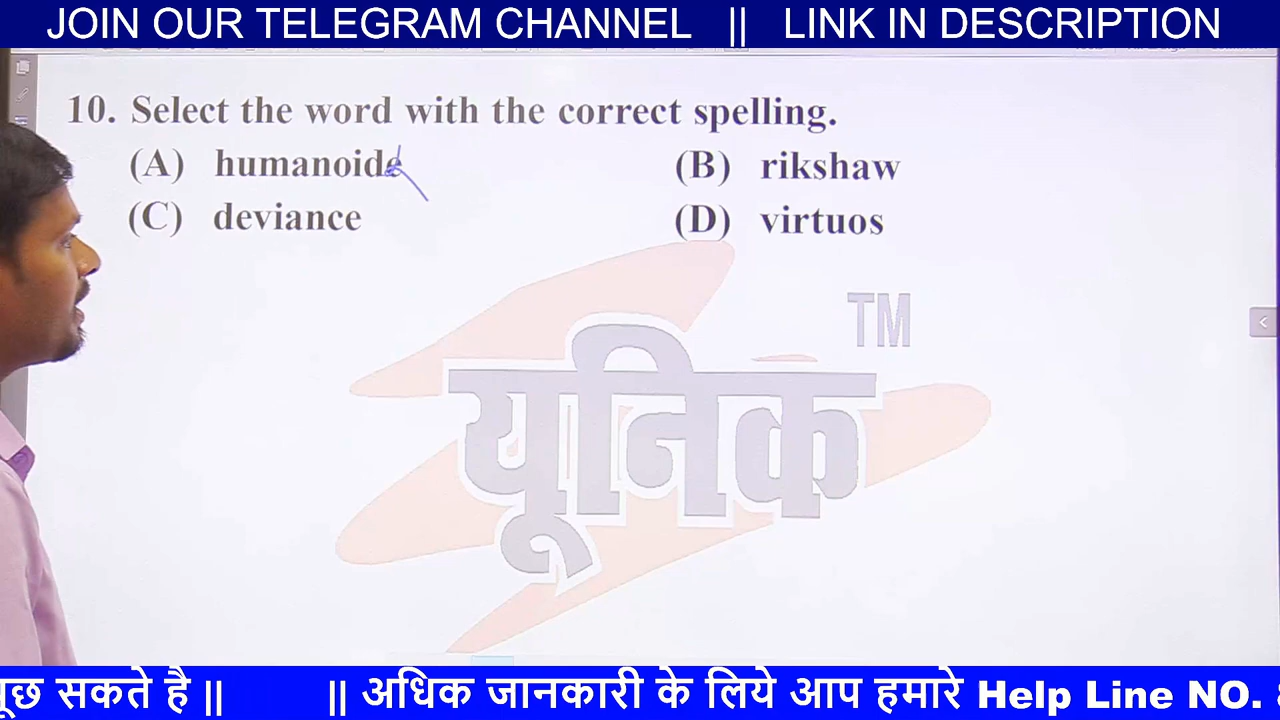 JOIN OUR TELEGRAM CHANNEL || LINK IN DESCRIPTION
10. Select the word with the correct spelling.
(A) humanoide (B) rikshaw
(C) deviance (D) virtuos
TM
यूनिक
सकते है || || अधिक जानकारी के लिये आप हमारे Help Line NO.